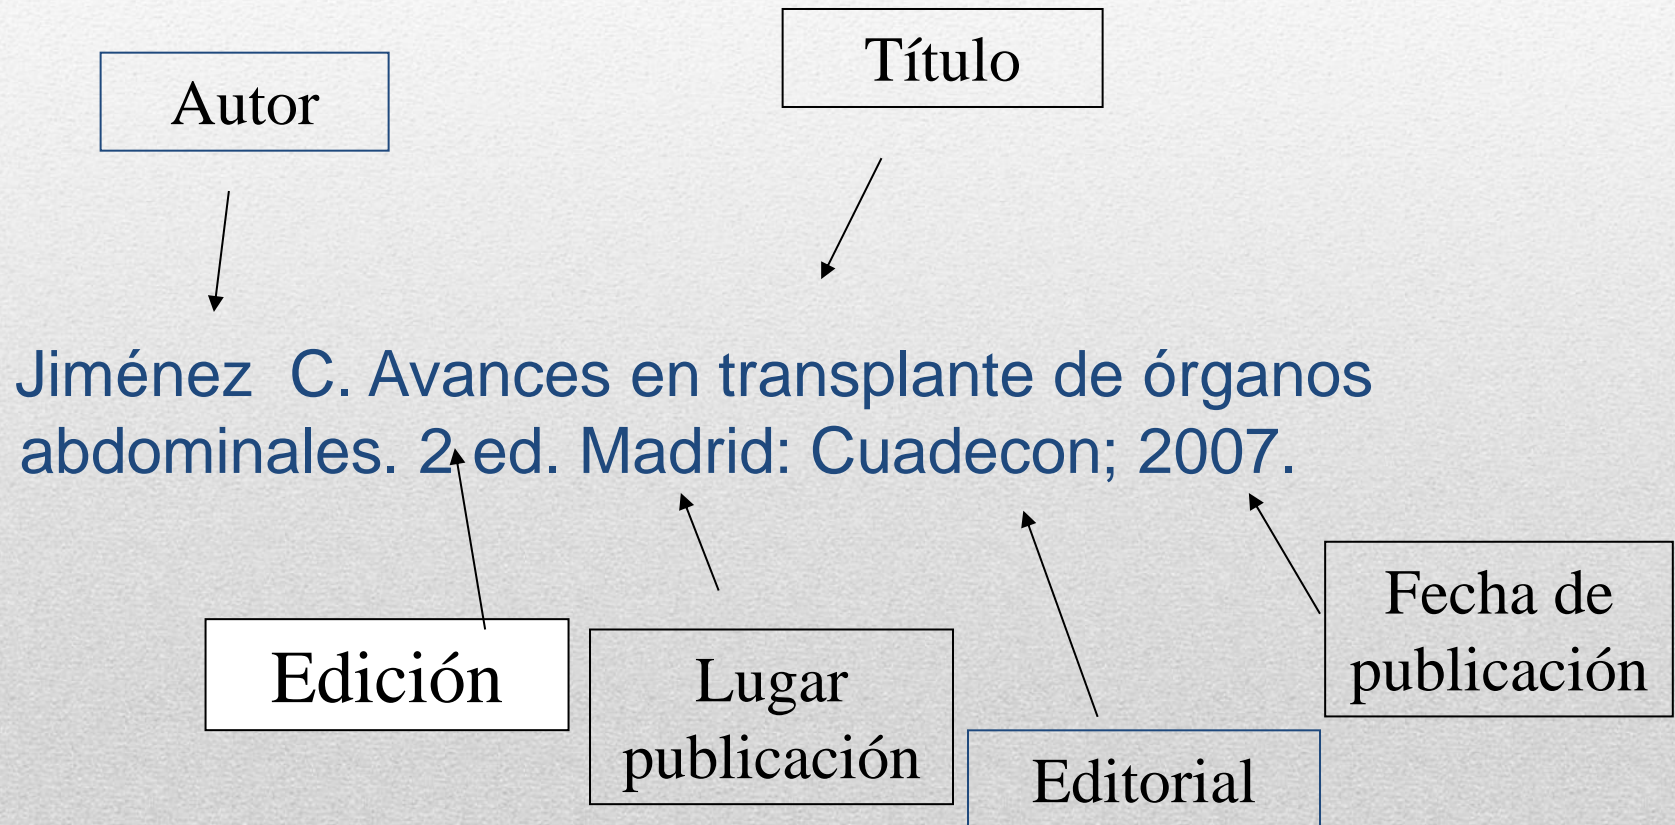 Título
Autor
Jiménez  C. Avances en transplante de órganos
abdominales. 2 ed. Madrid: Cuadecon; 2007.
Edición
Lugar
publicación
Editorial
Fecha de
publicación